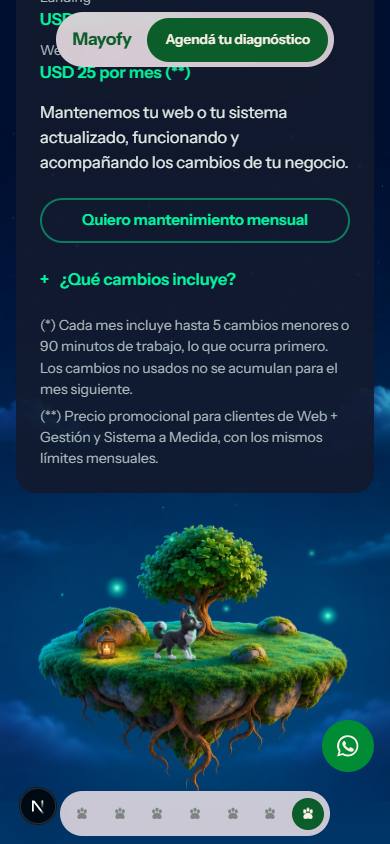 USD
Mayofy
Agendá tu diagnóstico
USD 25 por mes (**)
Mantenemos tu web o tu sistema
actualizado, funcionando y
acompañando los cambios de tu negocio.
Quiero mantenimiento mensual
+ ¿Qué cambios incluye?
(*) Cada mes incluye hasta 5 cambios menores o
90 minutos de trabajo, lo que ocurra primero.
Los cambios no usados no se acumulan para el
mes siguiente.
(**) Precio promocional para clientes de Web +
Gestión y Sistema a Medida, con los mismos
límites mensuales.
N